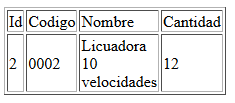 Id Codigo Nombre Cantidad
Licuadora
2 0002 10 12
velocidades